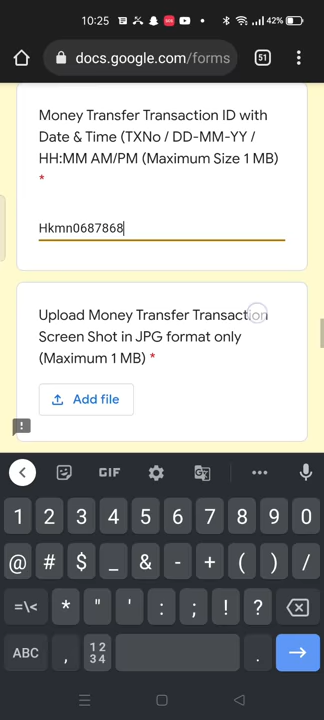 10:25
42%
docs.google.com/forms
51
Money Transfer Transaction ID with
Date & Time (TXNo / DD-MM-YY /
HH:MM AM/PM (Maximum Size 1 MB)
*
Hkmn0687868
Upload Money Transfer Transaction
Screen Shot in JPG format only
(Maximum 1 MB) *
Add file
GIF
1 2 3 4 5 6 7 8 9 0
@ # $ _ & - + ( ) /
=\< * " ' : ; ! ?
ABC , 12 34 .